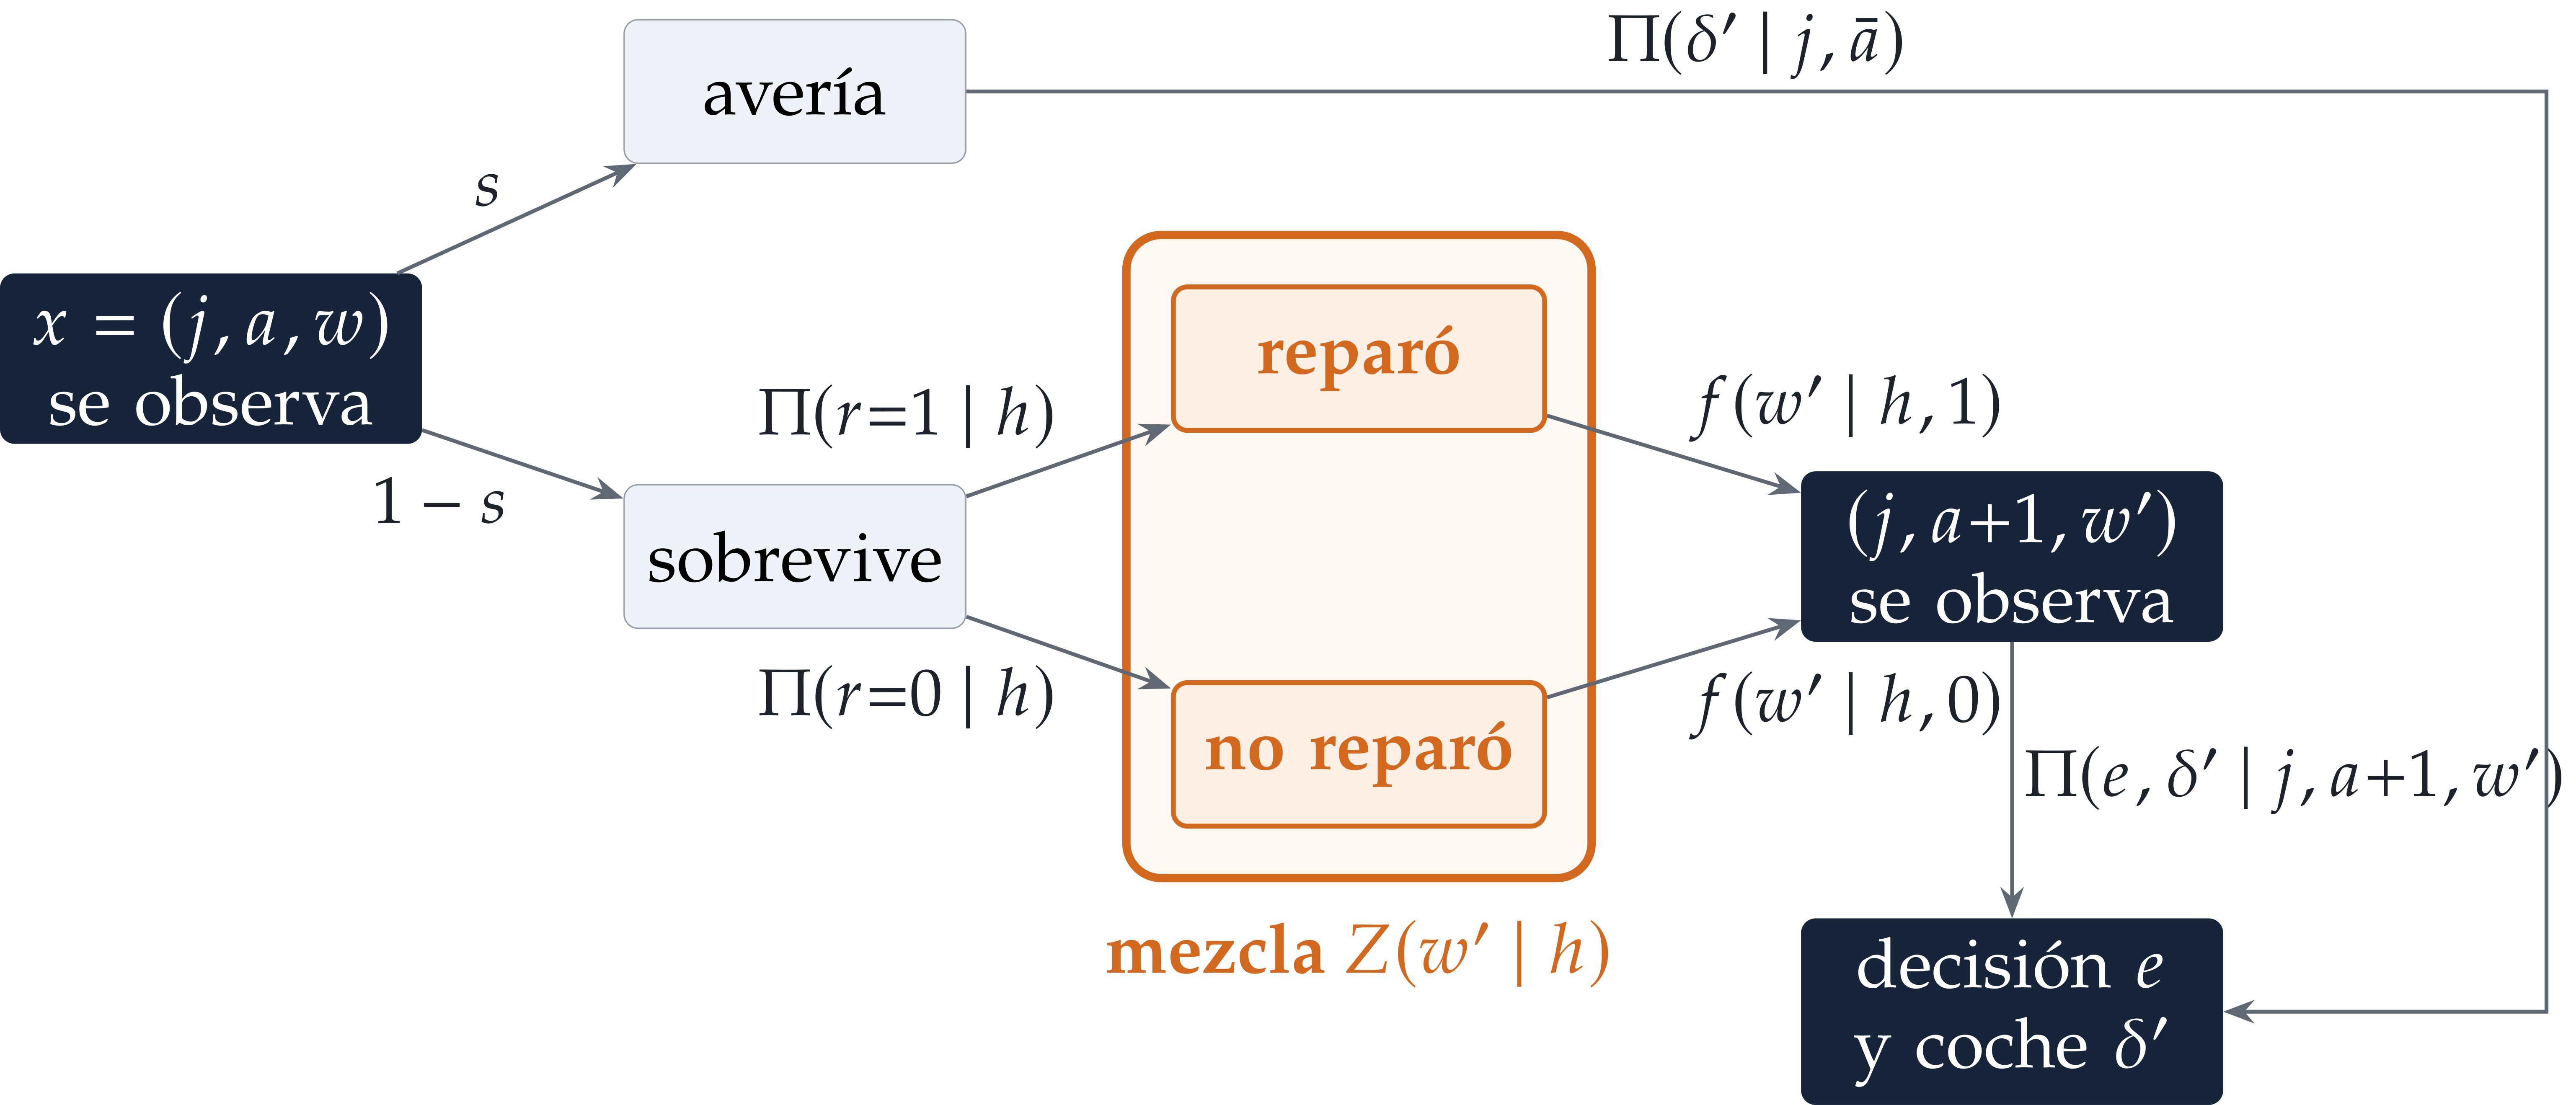 Π(δ′ | j, ā)
avería
s
x = (j, a, w)
se observa
1 − s
Π(r=1 | h)
reparó
f(w′ | h, 1)
sobrevive
(j, a+1, w′)
se observa
Π(r=0 | h)
no reparó
f(w′ | h, 0)
Π(e, δ′ | j, a+1, w′)
mezcla Z(w′ | h)
decisión e
y coche δ′